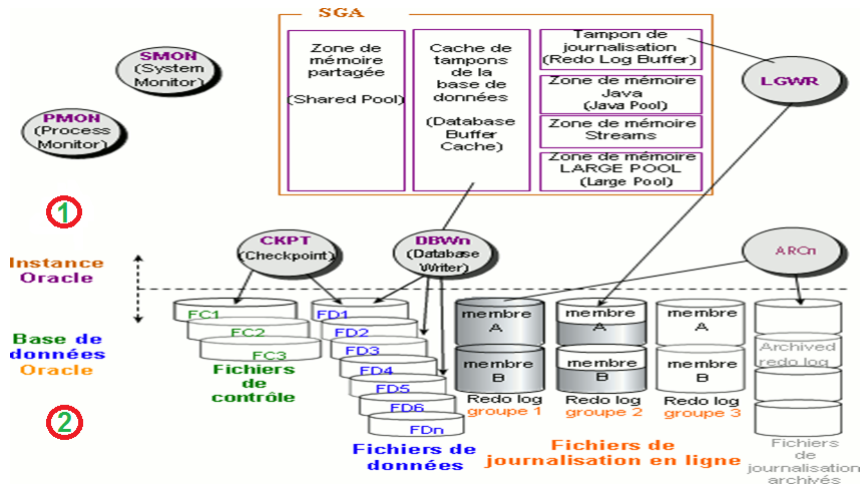 SGA
SMON
(System
Monitor)
PMON
(Process
Monitor)
Zone de
mémoire
partagée
(Shared Pool)
Cache de
tampons
de la
base de
données
(Database
Buffer
Cache)
Tampon de
journalisation
(Redo Log Buffer)
Zone de mémoire
Java
(Java Pool)
Zone de mémoire
Streams
Zone de mémoire
LARGE POOL
(Large Pool)
LGWR
1
CKPT
(Checkpoint)
DBWn
(Database
Writer)
ARCn
Instance
Oracle
Base de
données
Oracle
2
FC1
FC2
FC3
Fichiers
de
contrôle
FD1
FD2
FD3
FD4
FD5
FD6
FDn
Fichiers de
données
membre
A
membre
B
Redo log
groupe 1
membre
A
membre
B
Redo log
groupe 2
membre
A
membre
B
Redo log
groupe 3
Fichiers de
journalisation en ligne
Archived
redo log
Fichiers
de
journalisation
archivés